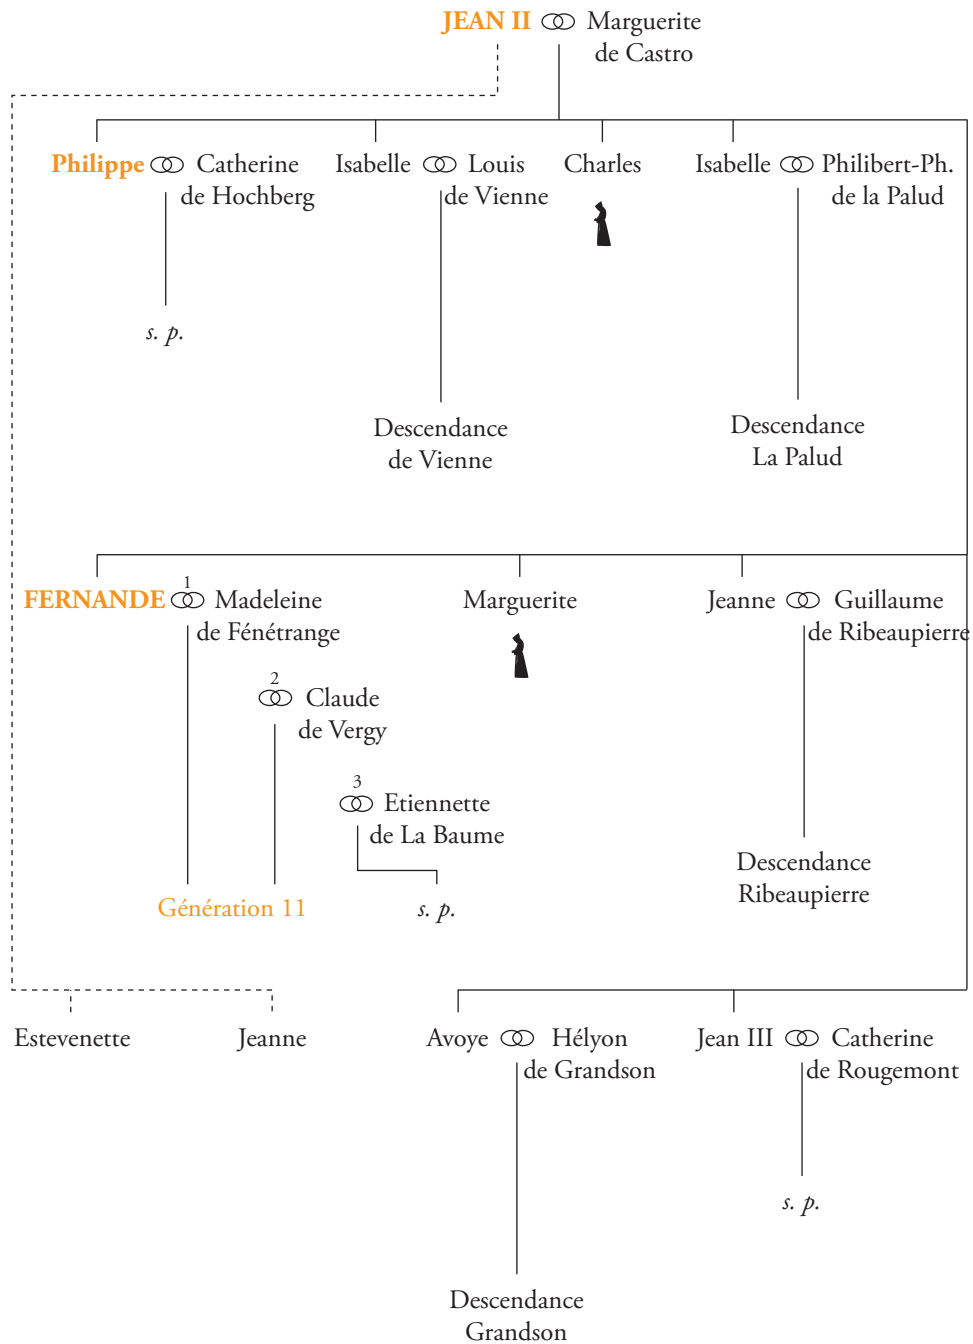 JEAN II Marguerite
de Castro
Philippe Catherine
de Hochberg
Isabelle Louis
de Vienne
Charles
Isabelle Philibert-Ph.
de la Palud
s. p.
Descendance
de Vienne
Descendance
La Palud
FERNANDE 1 Madeleine
de Fénétrange
Marguerite
Jeanne Guillaume
de Ribeaupierre
2 Claude
de Vergy
3 Etiennette
de La Baume
Descendance
Ribeaupierre
Génération 11
s. p.
Estevenette
Jeanne
Avoye Hélyon
de Grandson
Jean III Catherine
de Rougemont
s. p.
Descendance
Grandson